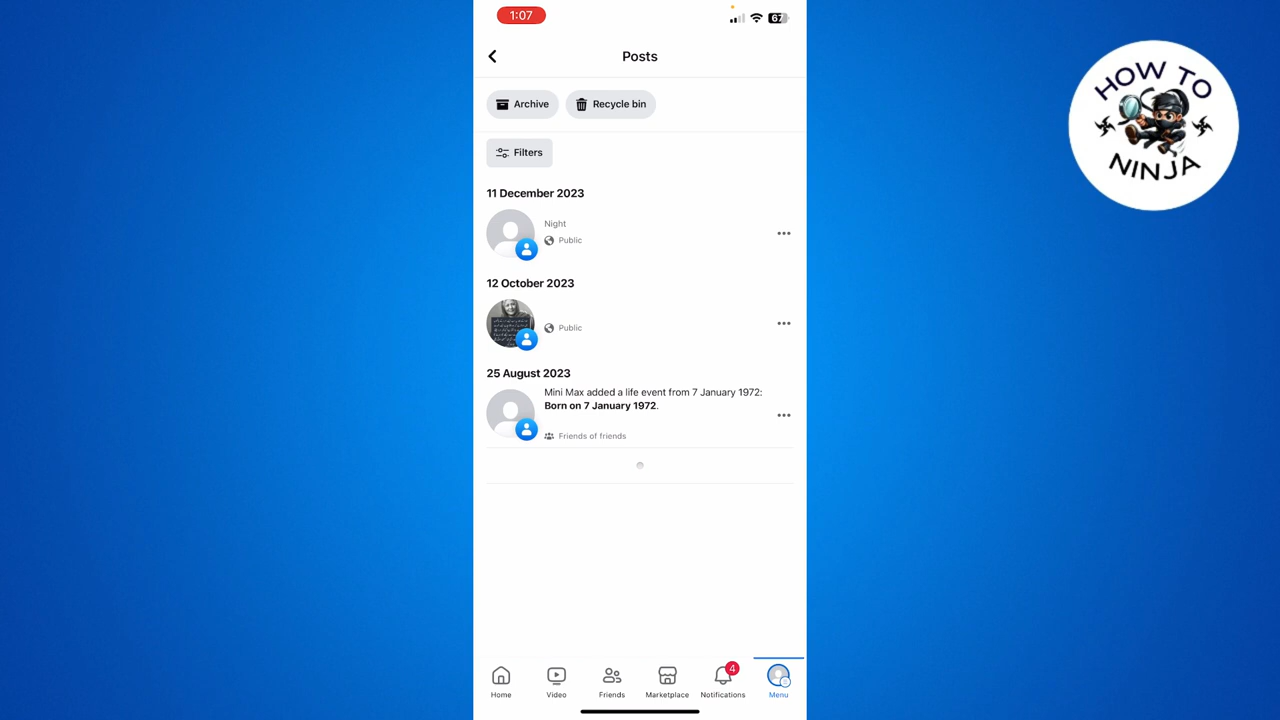 1:07
67
Posts
HOW TO
NINJA
Archive
Recycle bin
Filters
11 December 2023
Night
Public
12 October 2023
Public
25 August 2023
Mini Max added a life event from 7 January 1972:
Born on 7 January 1972.
Friends of friends
4
Home
Video
Friends
Marketplace
Notifications
Menu